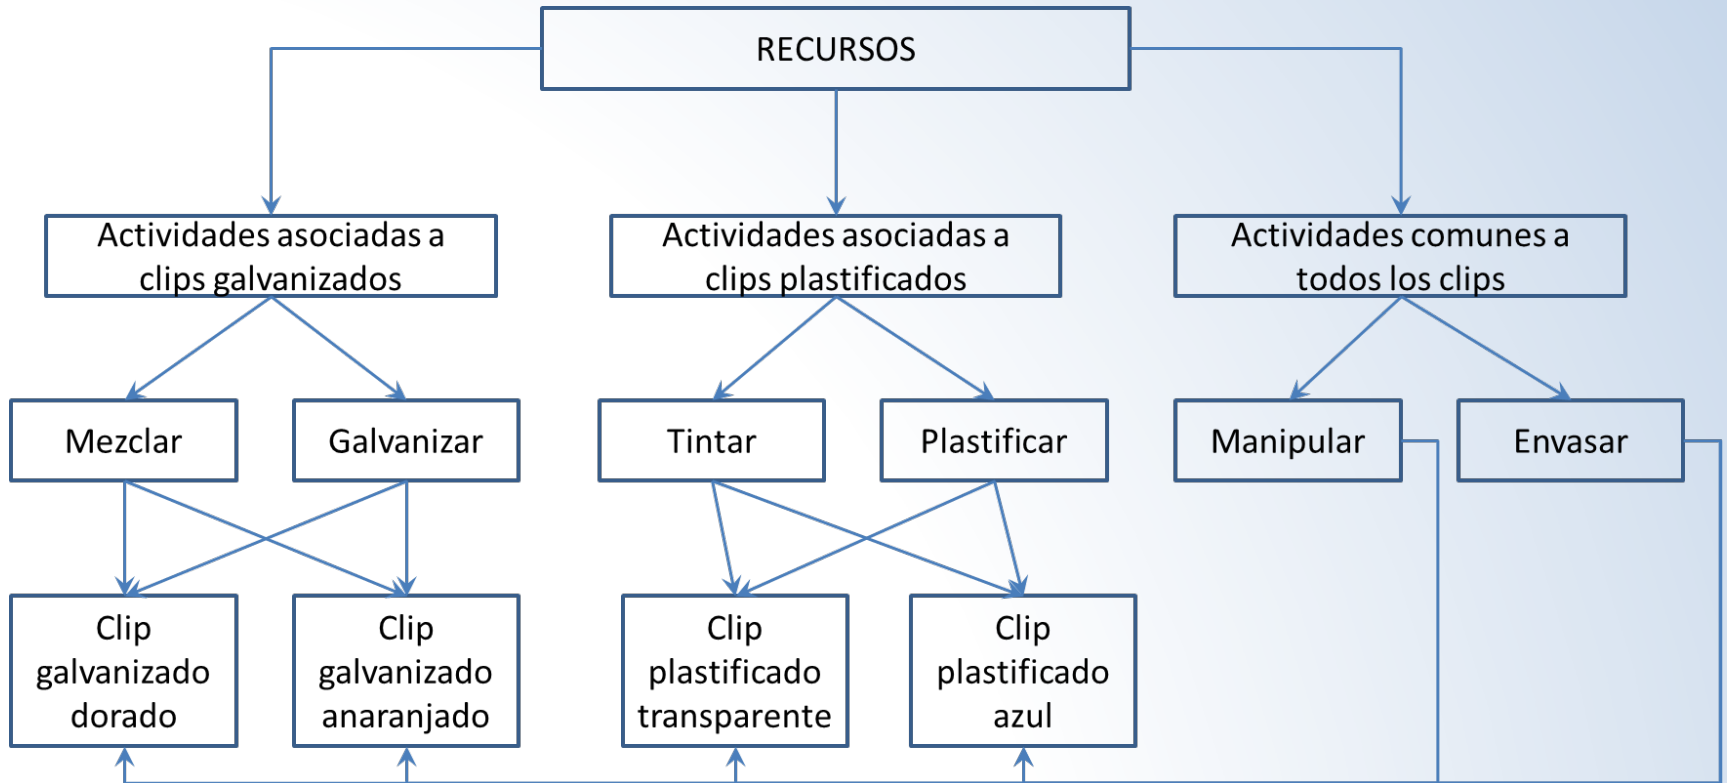 RECURSOS
Actividades asociadas a
clips galvanizados
Actividades asociadas a
clips plastificados
Actividades comunes a
todos los clips
Mezclar
Galvanizar
Tintar
Plastificar
Manipular
Envasar
Clip
galvanizado
dorado
Clip
galvanizado
anaranjado
Clip
plastificado
transparente
Clip
plastificado
azul